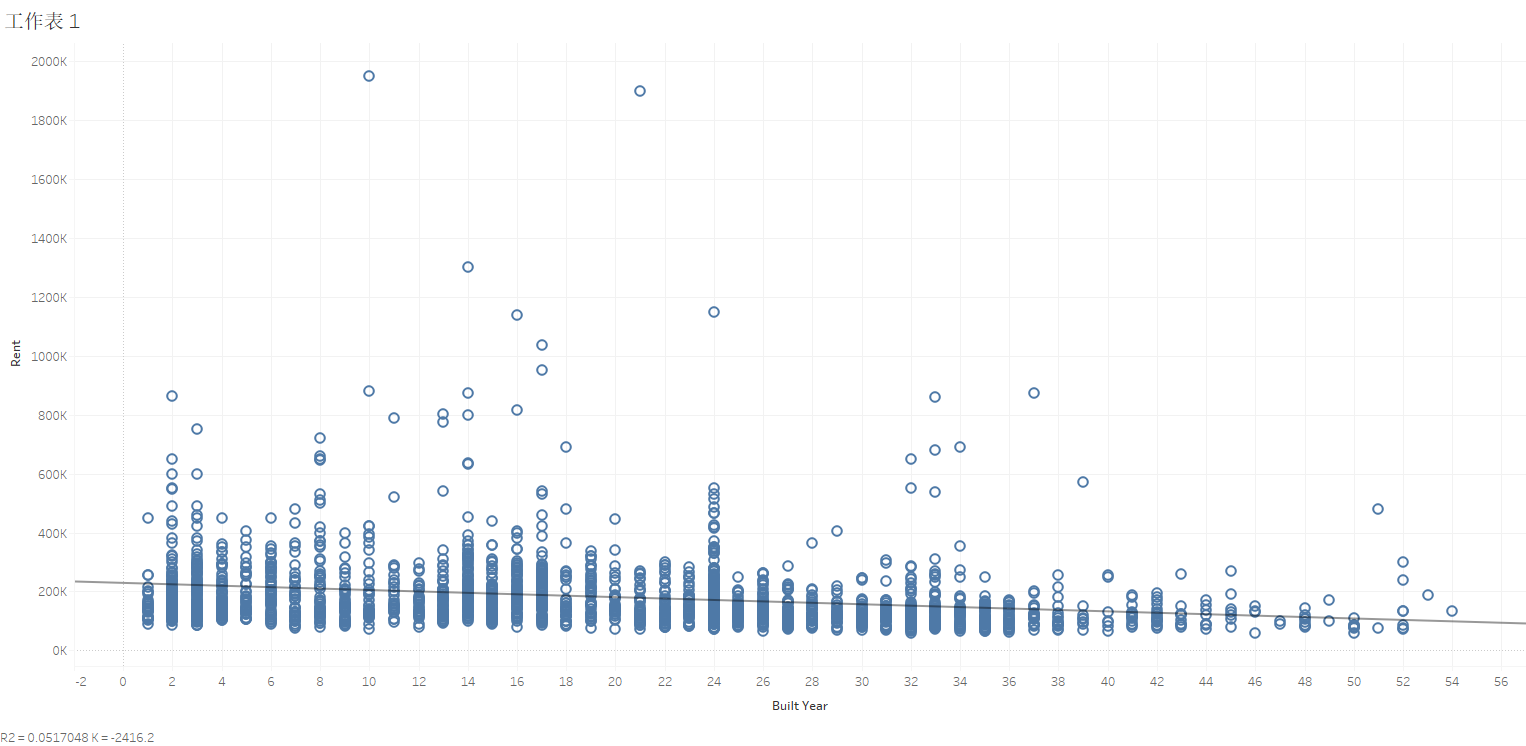 工作表 1
2000K
1800K
1600K
1400K
1200K
1000K
800K
600K
400K
200K
0K
Rent
-2 0 2 4 6 8 10 12 14 16 18 20 22 24 26 28 30 32 34 36 38 40 42 44 46 48 50 52 54 56
Built Year
R2 = 0.0517048 K = -2416.2